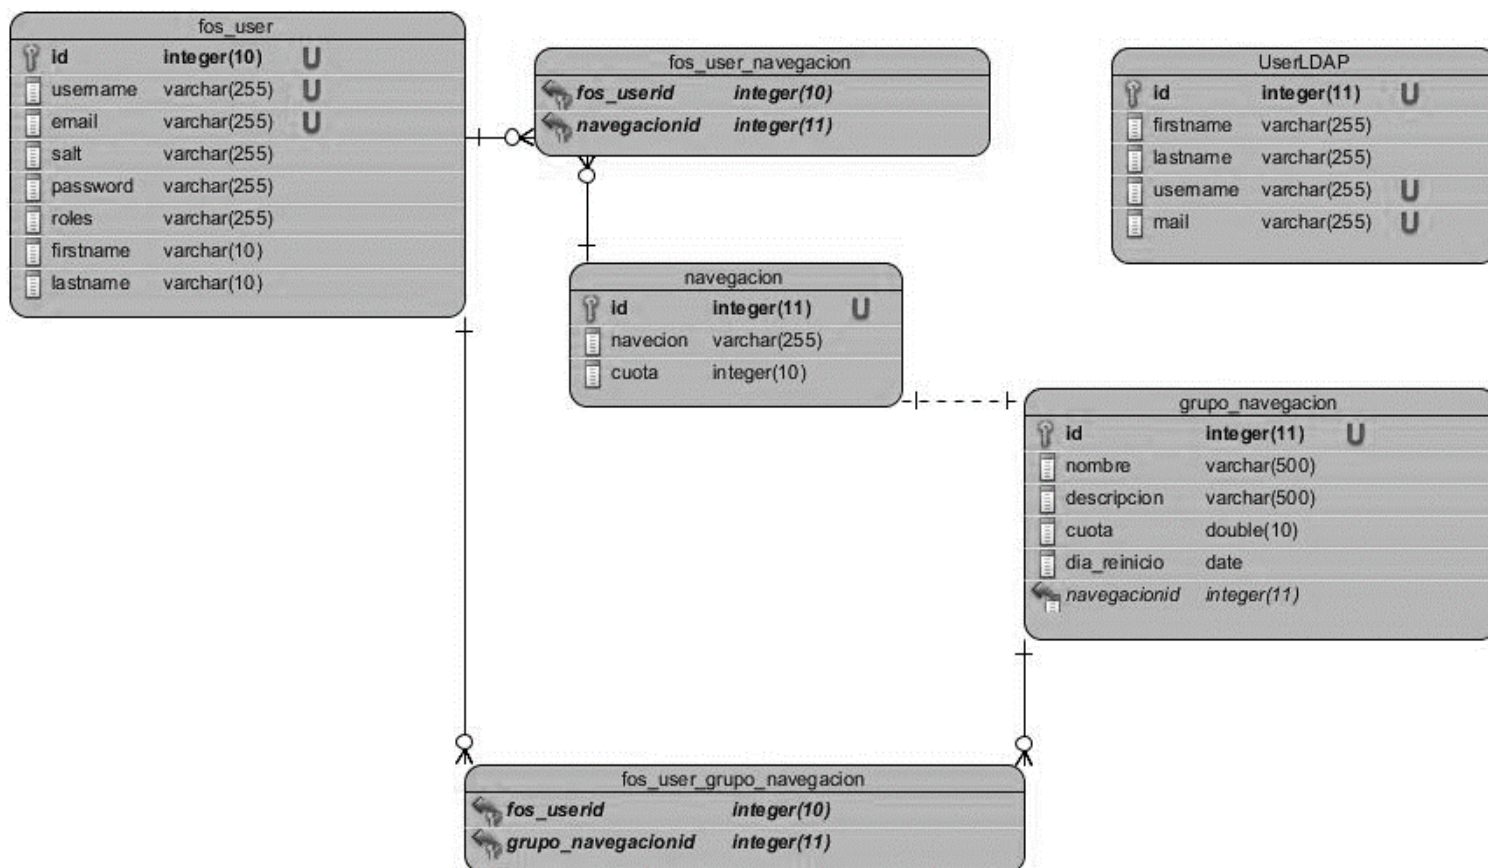 fos_user
id integer(10) U
username varchar(255) U
email varchar(255) U
salt varchar(255)
password varchar(255)
roles varchar(255)
firstname varchar(10)
lastname varchar(10)
fos_user_navegacion
fos_userid integer(10)
navegacionid integer(11)
UserLDAP
id integer(11) U
firstname varchar(255)
lastname varchar(255)
username varchar(255) U
mail varchar(255) U
navegacion
id integer(11) U
navecion varchar(255)
cuota integer(10)
grupo_navegacion
id integer(11) U
nombre varchar(500)
descripcion varchar(500)
cuota double(10)
dia_reinicio date
navegacionid integer(11)
fos_user_grupo_navegacion
fos_userid integer(10)
grupo_navegacionid integer(11)